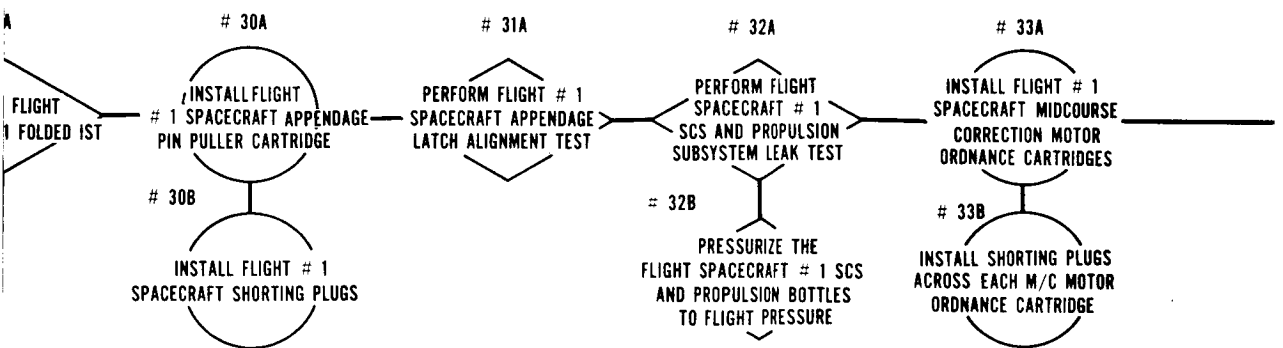 A
FLIGHT
1 FOLDED IST
# 30A
INSTALL FLIGHT
# 1 SPACECRAFT APPENDAGE
PIN PULLER CARTRIDGE
# 30B
INSTALL FLIGHT # 1
SPACECRAFT SHORTING PLUGS
# 31A
PERFORM FLIGHT # 1
SPACECRAFT APPENDAGE
LATCH ALIGNMENT TEST
# 32A
PERFORM FLIGHT
SPACECRAFT # 1
SCS AND PROPULSION
SUBSYSTEM LEAK TEST
# 32B
PRESSURIZE THE
FLIGHT SPACECRAFT # 1 SCS
AND PROPULSION BOTTLES
TO FLIGHT PRESSURE
# 33A
INSTALL FLIGHT # 1
SPACECRAFT MIDCOURSE
CORRECTION MOTOR
ORDNANCE CARTRIDGES
# 33B
INSTALL SHORTING PLUGS
ACROSS EACH M/C MOTOR
ORDNANCE CARTRIDGE